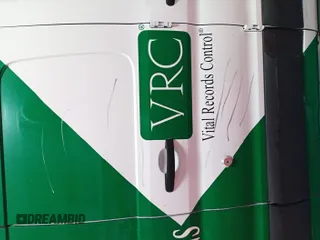 VRC
Vital Records Control®
DREAMBID